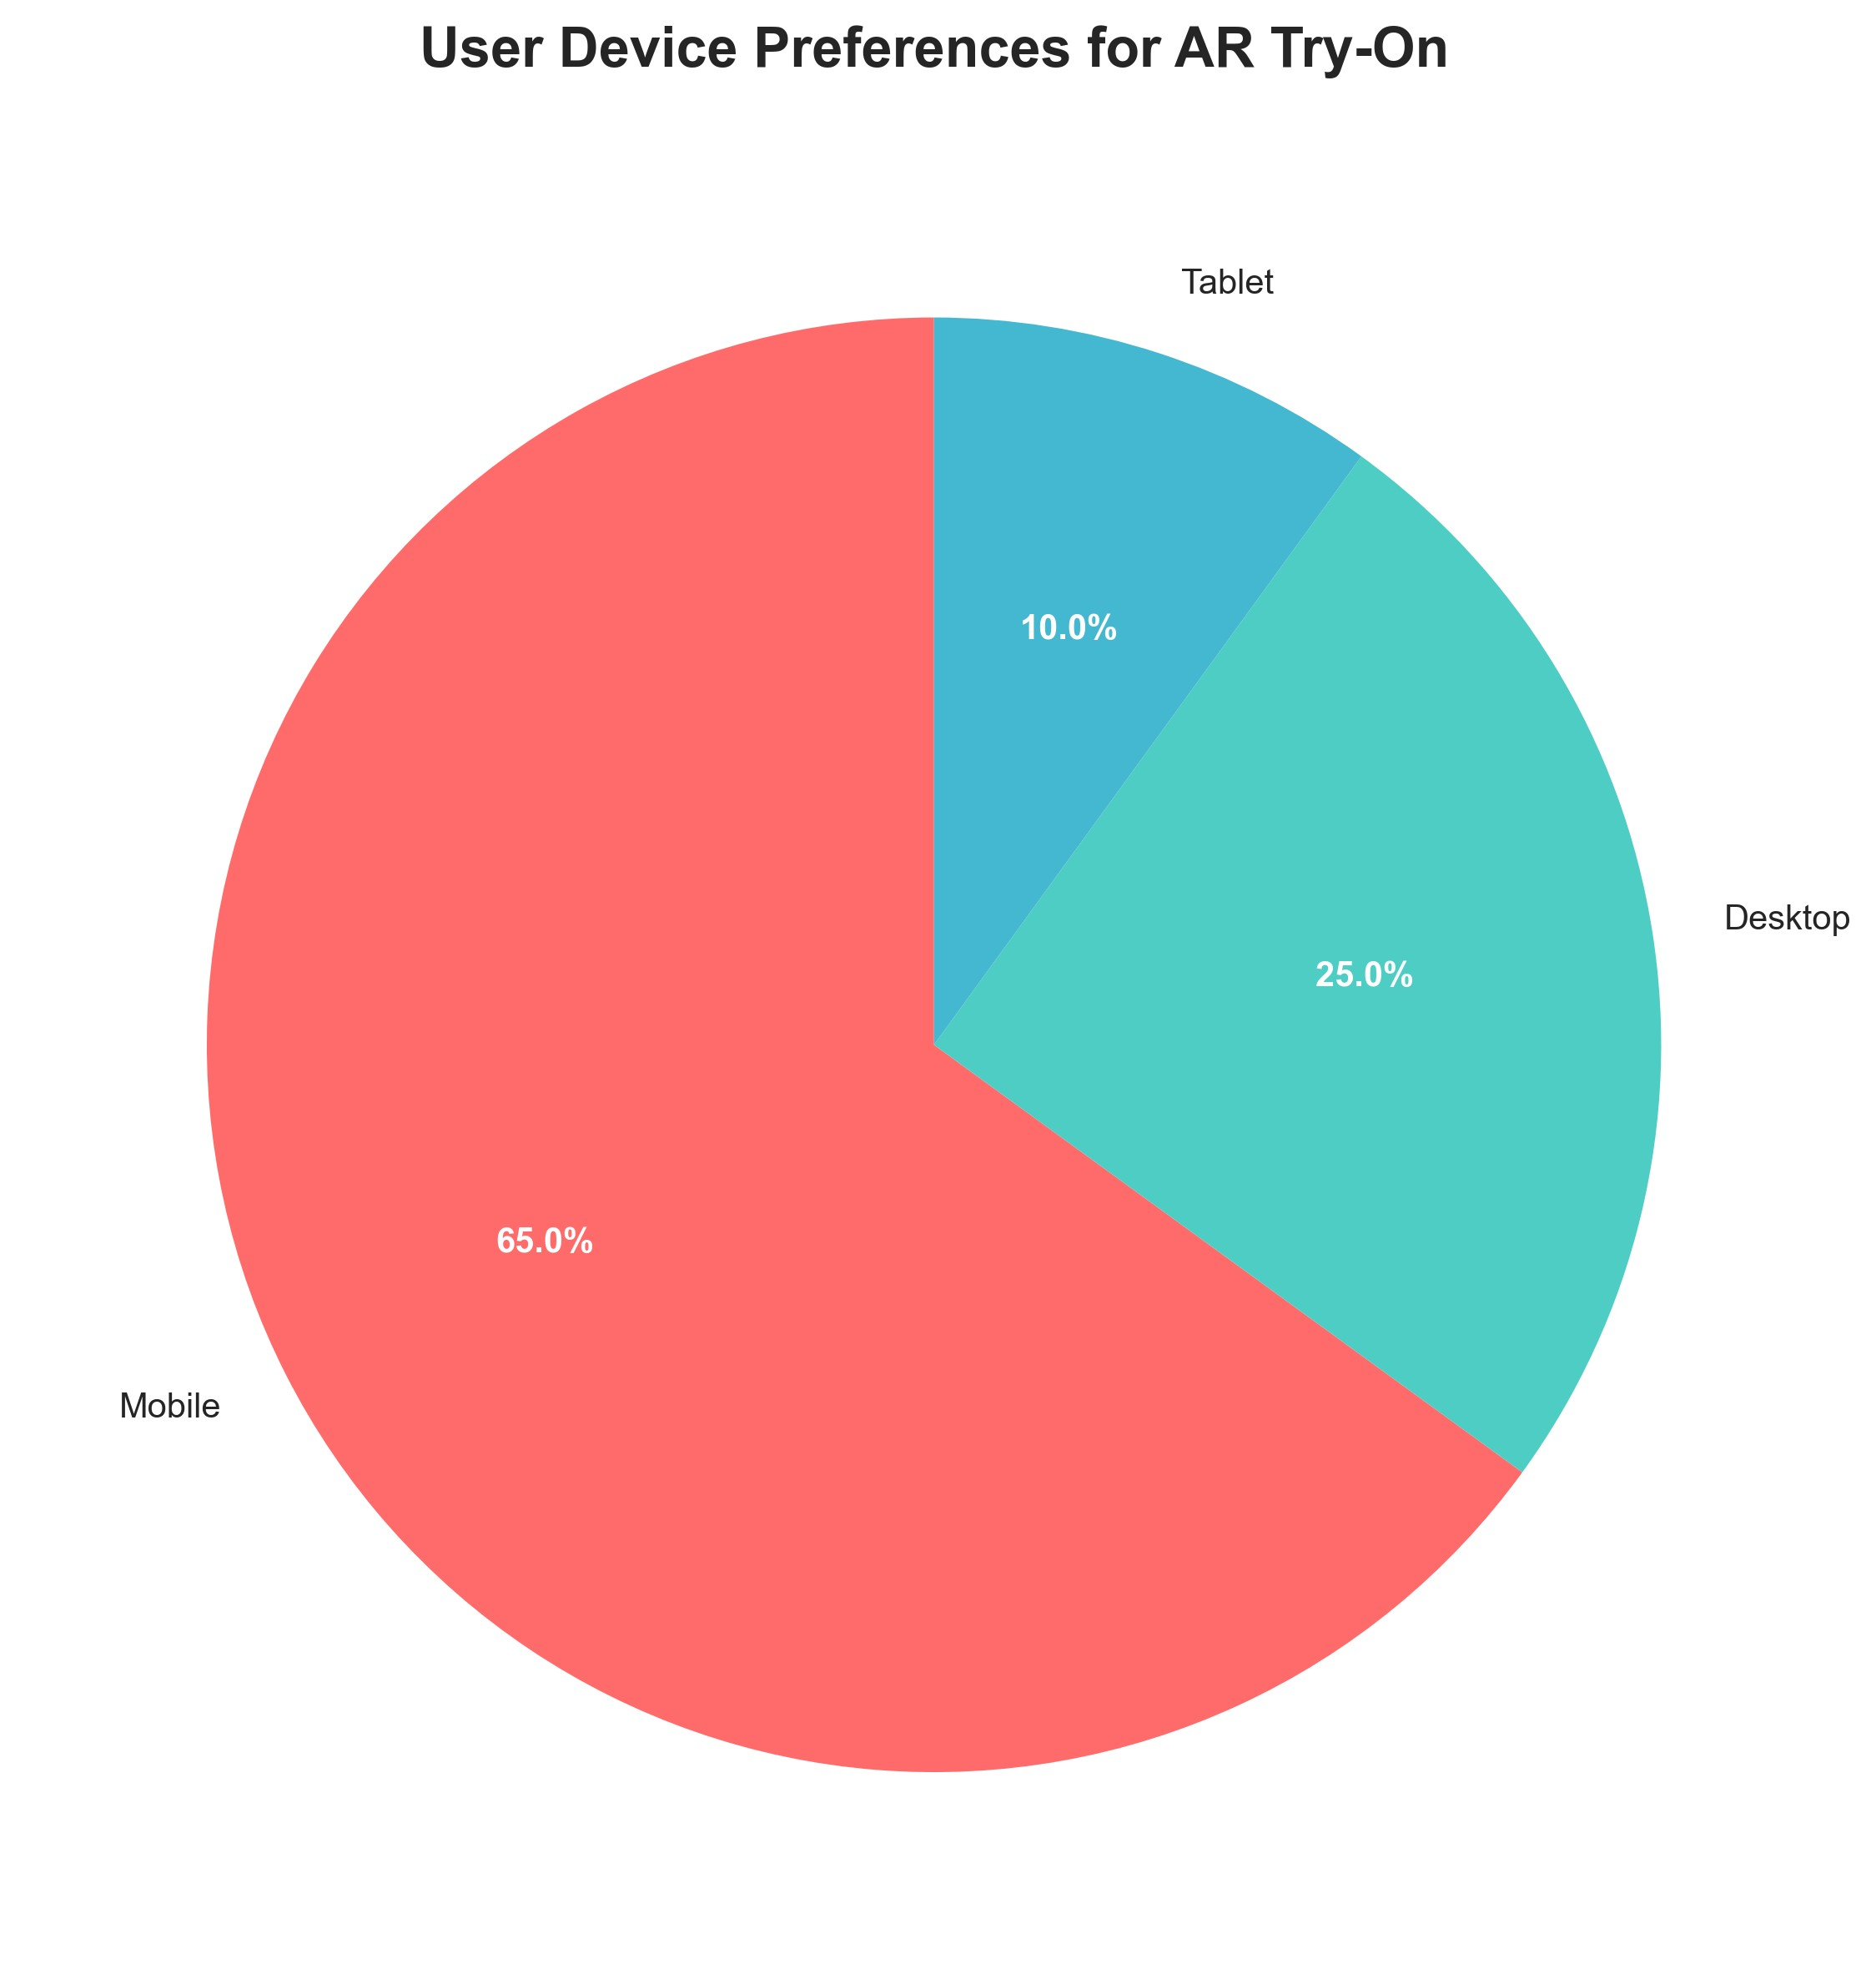 User Device Preferences for AR Try-On
Tablet
10.0%
Desktop
25.0%
65.0%
Mobile